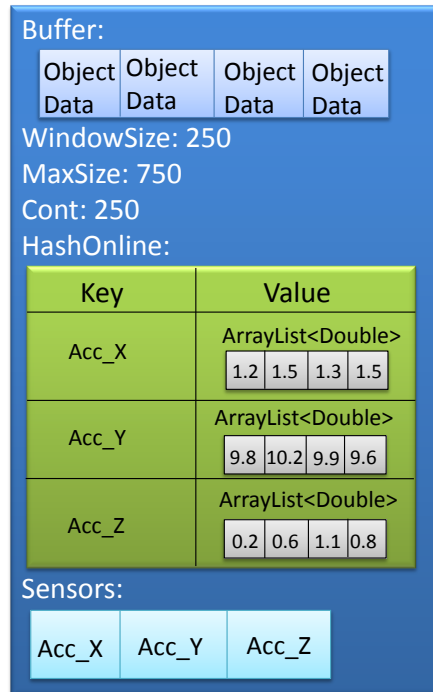 Buffer:
Object Object Object Object
Data Data Data Data
WindowSize: 250
MaxSize: 750
Cont: 250
HashOnline:
Key Value
Acc_X ArrayList<Double>
1.2 1.5 1.3 1.5
Acc_Y ArrayList<Double>
9.8 10.2 9.9 9.6
Acc_Z ArrayList<Double>
0.2 0.6 1.1 0.8
Sensors:
Acc_X Acc_Y Acc_Z